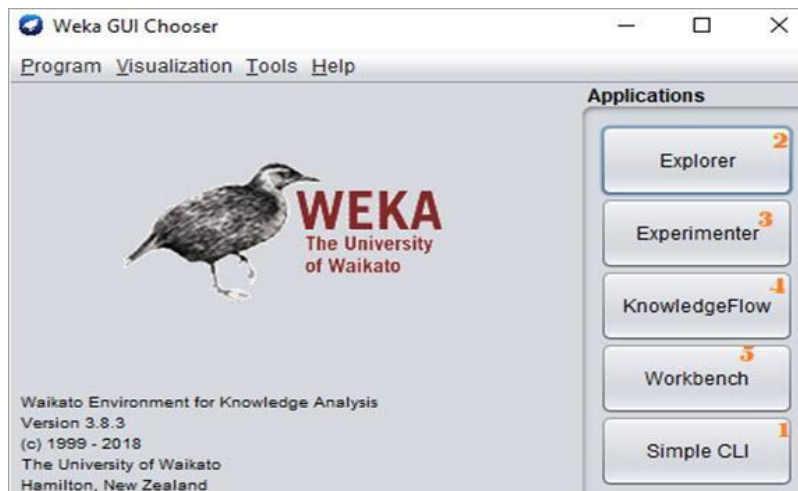 Weka GUI Chooser
Program Visualization Tools Help
Applications
2
Explorer
3
Experimenter
4
KnowledgeFlow
5
Workbench
1
Simple CLI
WEKA
The University
of Waikato
Waikato Environment for Knowledge Analysis
Version 3.8.3
(c) 1999 - 2018
The University of Waikato
Hamilton, New Zealand